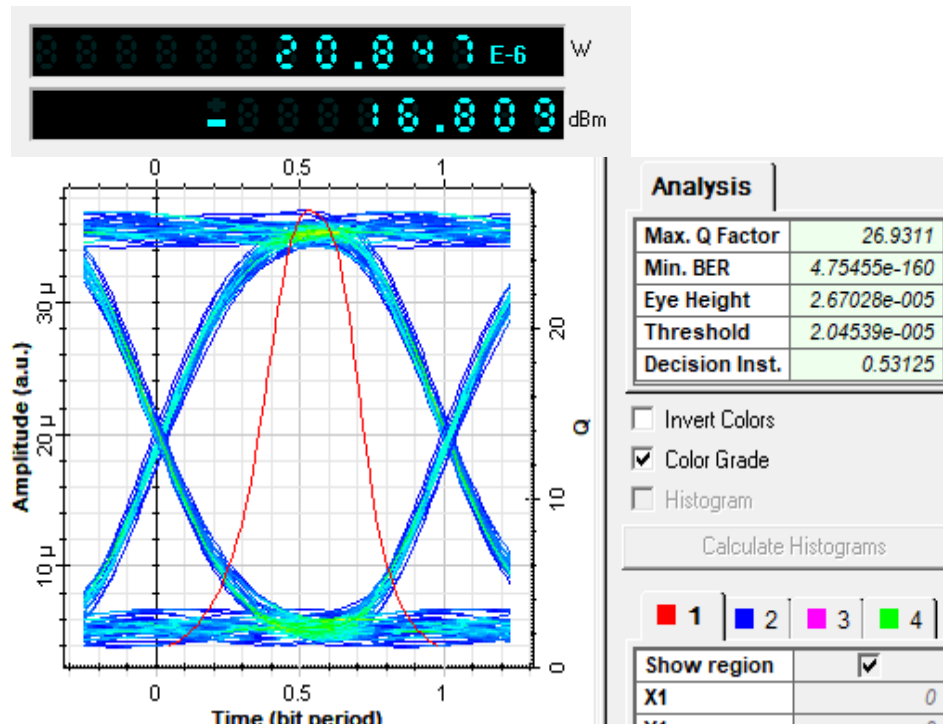 20.847 E-6 W
- 16.809 dBm
0 0.5 1
Amplitude (a.u.)
30 µ
20 µ
10 µ
Q
20
10
0
0 0.5 1
Time (bit period)
Analysis
Max. Q Factor 26.9311
Min. BER 4.75455e-160
Eye Height 2.67028e-005
Threshold 2.04539e-005
Decision Inst. 0.53125
Invert Colors
Color Grade
Histogram
Calculate Histograms
1 2 3 4
Show region
X1 0